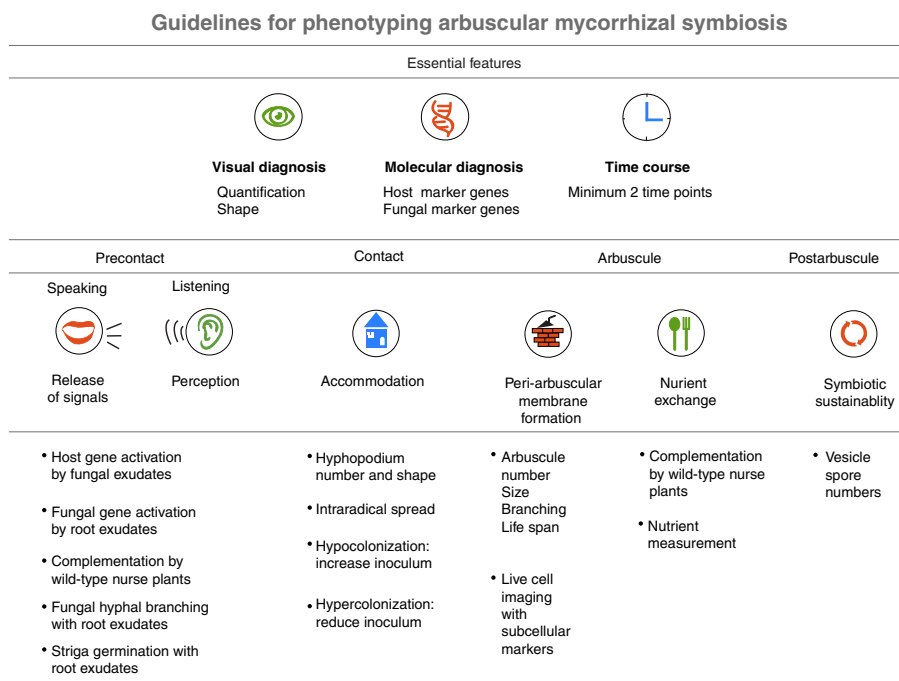 Guidelines for phenotyping arbuscular mycorrhizal symbiosis
Essential features
Visual diagnosis
Quantification
Shape
Molecular diagnosis
Host marker genes
Fungal marker genes
Time course
Minimum 2 time points
Precontact
Contact
Arbuscule
Postarbuscule
Speaking
Listening
Release
of signals
Perception
Accommodation
Peri-arbuscular
membrane
formation
Nurient
exchange
Symbiotic
sustainablity
• Host gene activation
by fungal exudates
• Fungal gene activation
by root exudates
• Complementation by
wild-type nurse plants
• Fungal hyphal branching
with root exudates
• Striga germination with
root exudates
• Hyphopodium
number and shape
• Intraradical spread
• Hypocolonization:
increase inoculum
• Hypercolonization:
reduce inoculum
• Arbuscule
number
Size
Branching
Life span
• Live cell
imaging
with
subcellular
markers
• Complementation
by wild-type nurse
plants
• Nutrient
measurement
• Vesicle
spore
numbers